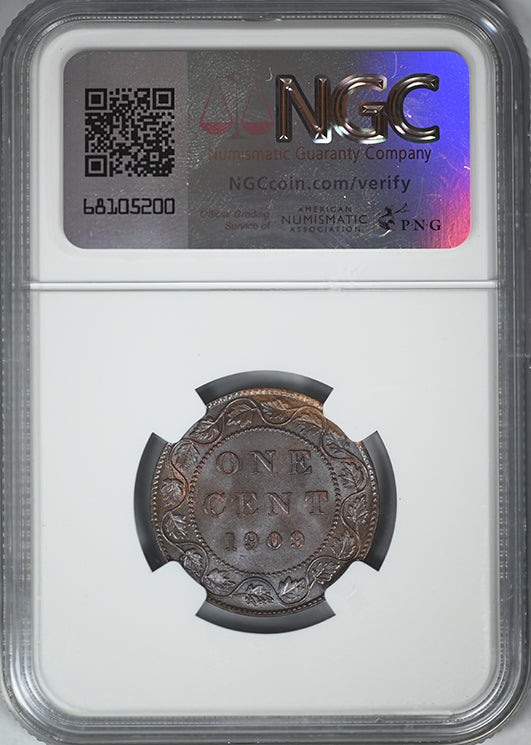 NGC
Numismatic Guaranty Company
NGCcoin.com/verify
68105200
Official Grading
Service of
AMERICAN
NUMISMATIC
ASSOCIATION
PNG
ONE
CENT
1909